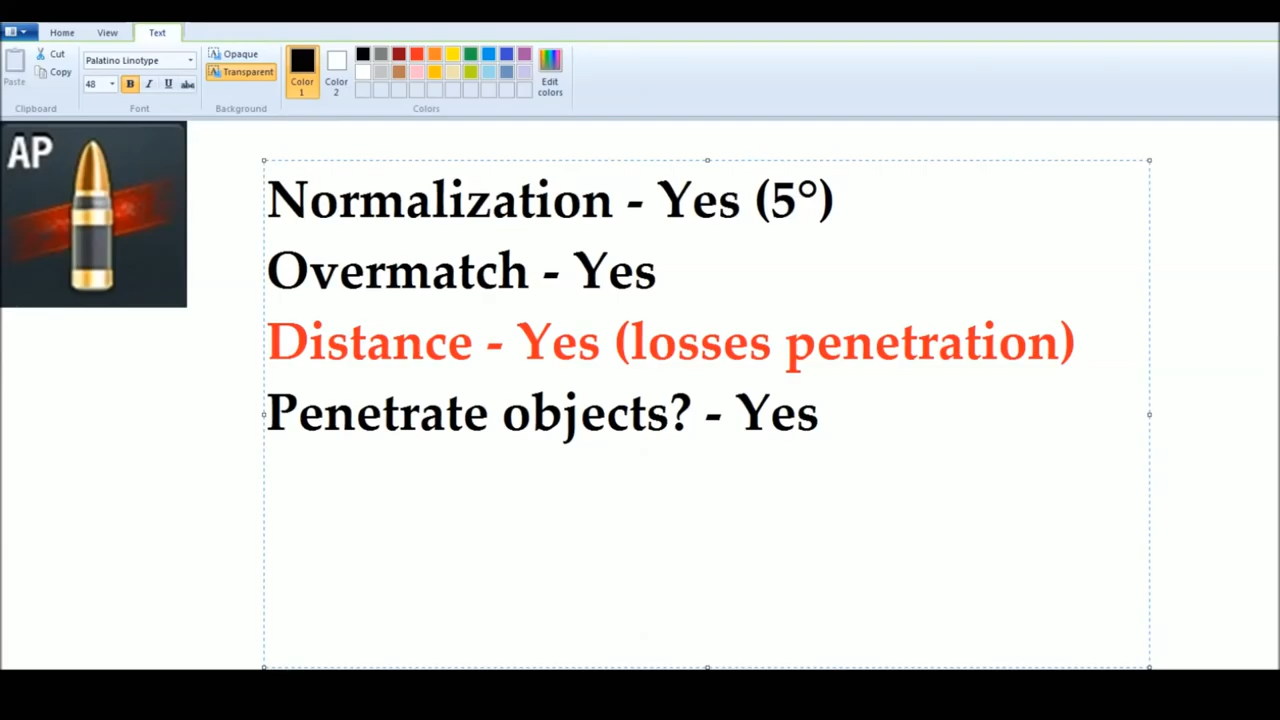 Home View Text
Cut Palatino Linotype Opaque
Paste Copy 48 B I U abc Transparent Color 1 Color 2 Edit colors
Clipboard Font Background Colors
AP
Normalization - Yes (5°)
Overmatch - Yes
Distance - Yes (losses penetration)
Penetrate objects? - Yes